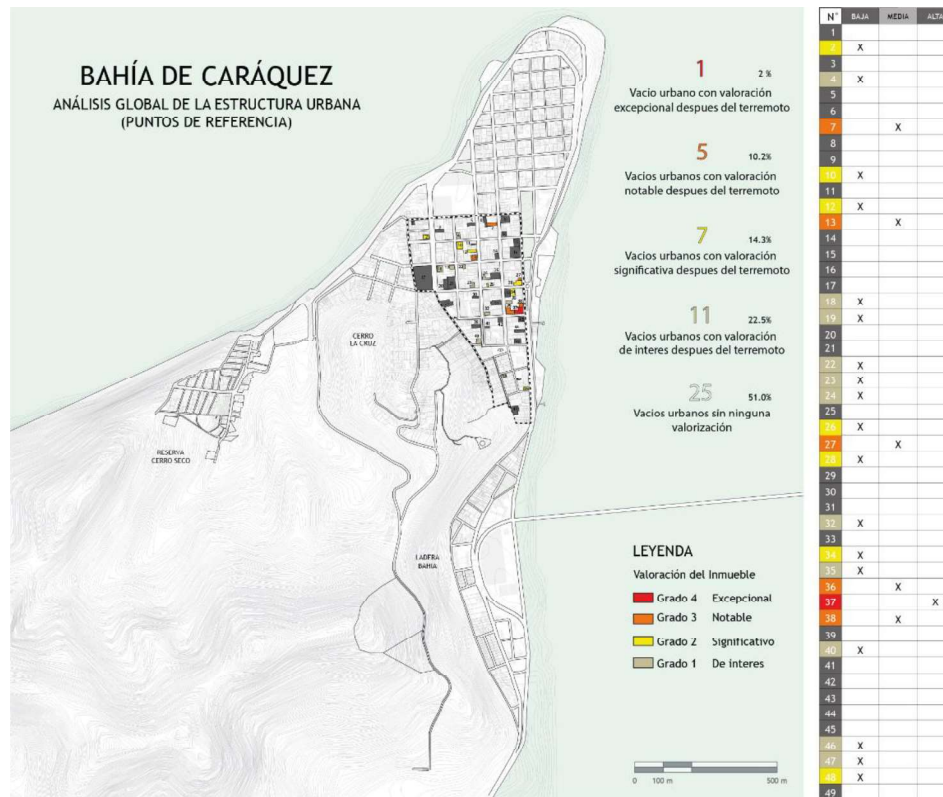 BAHÍA DE CARÁQUEZ
ANÁLISIS GLOBAL DE LA ESTRUCTURA URBANA
(PUNTOS DE REFERENCIA)
1 2 %
Vacio urbano con valoración
excepcional despues del terremoto
5 10.2%
Vacios urbanos con valoración
notable despues del terremoto
7 14.3%
Vacios urbanos con valoración
significativa despues del terremoto
11 22.5%
Vacios urbanos con valoración
de interes despues del terremoto
25 51.0%
Vacios urbanos sin ninguna
valorización
CERRO
LA CRUZ
RESERVA
CERRO SECO
LADERA
BAHIA
LEYENDA
Valoración del Inmueble
Grado 4 Excepcional
Grado 3 Notable
Grado 2 Significativo
Grado 1 De interes
0 100 m 500 m
N° BAJA MEDIA ALTA
1
2 X
3
4 X
5
6
7 X
8
9
10 X
11
12 X
13 X
14
15
16
17
18 X
19 X
20
21
22 X
23 X
24 X
25
26 X
27 X
28 X
29
30
31
32 X
33
34 X
35 X
36 X
37 X
38 X
39
40 X
41
42
43
44
45
46 X
47 X
48 X
49